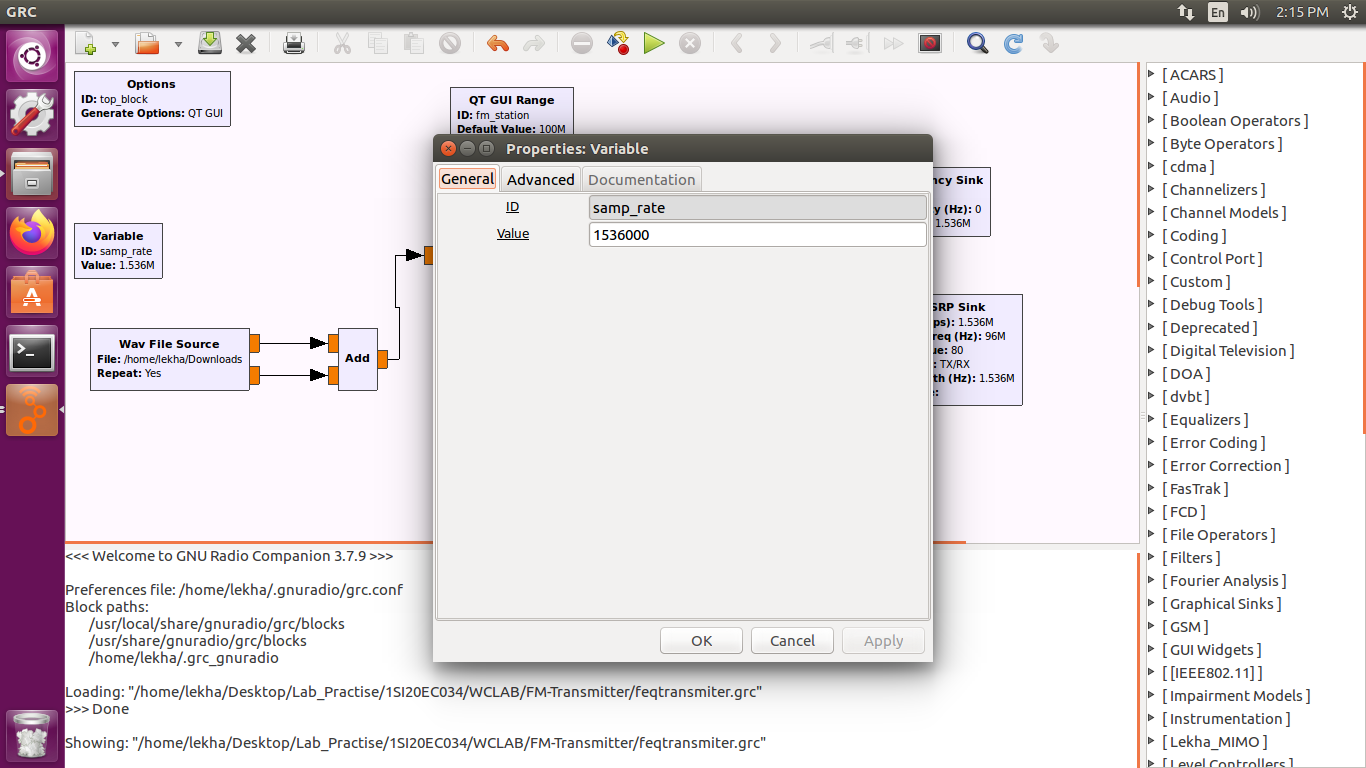 GRC
En
2:15 PM
Options
ID: top_block
Generate Options: QT GUI
QT GUI Range
ID: fm_station
Default Value: 100M
Variable
ID: samp_rate
Value: 1.536M
Wav File Source
File: /home/lekha/Downloads
Repeat: Yes
Add
Properties: Variable
General
Advanced
Documentation
ID
samp_rate
Value
1536000
OK
Cancel
Apply
ncy Sink
y (Hz): 0
1.536M
SRP Sink
ps): 1.536M
req (Hz): 96M
ue: 80
: TX/RX
th (Hz): 1.536M
e:
<<< Welcome to GNU Radio Companion 3.7.9 >>>
Preferences file: /home/lekha/.gnuradio/grc.conf
Block paths:
/usr/local/share/gnuradio/grc/blocks
/usr/share/gnuradio/grc/blocks
/home/lekha/.grc_gnuradio
Loading: "/home/lekha/Desktop/Lab_Practise/1SI20EC034/WCLAB/FM-Transmitter/feqtransmiter.grc"
>>> Done
Showing: "/home/lekha/Desktop/Lab_Practise/1SI20EC034/WCLAB/FM-Transmitter/feqtransmiter.grc"
[ ACARS ]
[ Audio ]
[ Boolean Operators ]
[ Byte Operators ]
[ cdma ]
[ Channelizers ]
[ Channel Models ]
[ Coding ]
[ Control Port ]
[ Custom ]
[ Debug Tools ]
[ Deprecated ]
[ Digital Television ]
[ DOA ]
[ dvbt ]
[ Equalizers ]
[ Error Coding ]
[ Error Correction ]
[ FasTrak ]
[ FCD ]
[ File Operators ]
[ Filters ]
[ Fourier Analysis ]
[ Graphical Sinks ]
[ GSM ]
[ GUI Widgets ]
[ [IEEE802.11] ]
[ Impairment Models ]
[ Instrumentation ]
[ Lekha_MIMO ]
[ Level Controllers ]